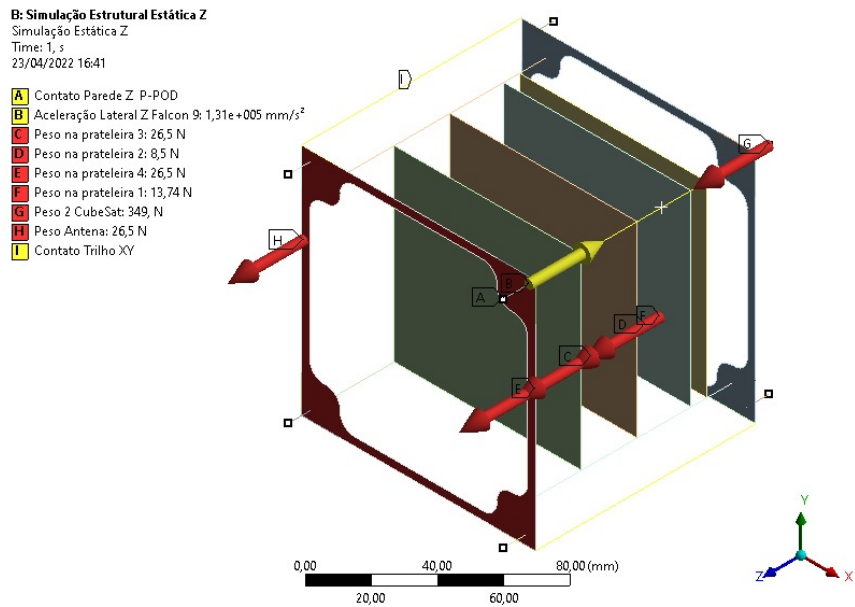 B: Simulação Estrutural Estática Z
Simulação Estática Z
Time: 1, s
23/04/2022 16:41
A Contato Parede Z P-POD
B Aceleração Lateral Z Falcon 9: 1,31e+005 mm/s²
C Peso na prateleira 3: 26,5 N
D Peso na prateleira 2: 8,5 N
E Peso na prateleira 4: 26,5 N
F Peso na prateleira 1: 13,74 N
G Peso 2 CubeSat: 349, N
H Peso Antena: 26,5 N
I Contato Trilho XY
I
G
H
B
A
F
D
C
E
0,00 40,00 80,00 (mm)
20,00 60,00
Y
Z X